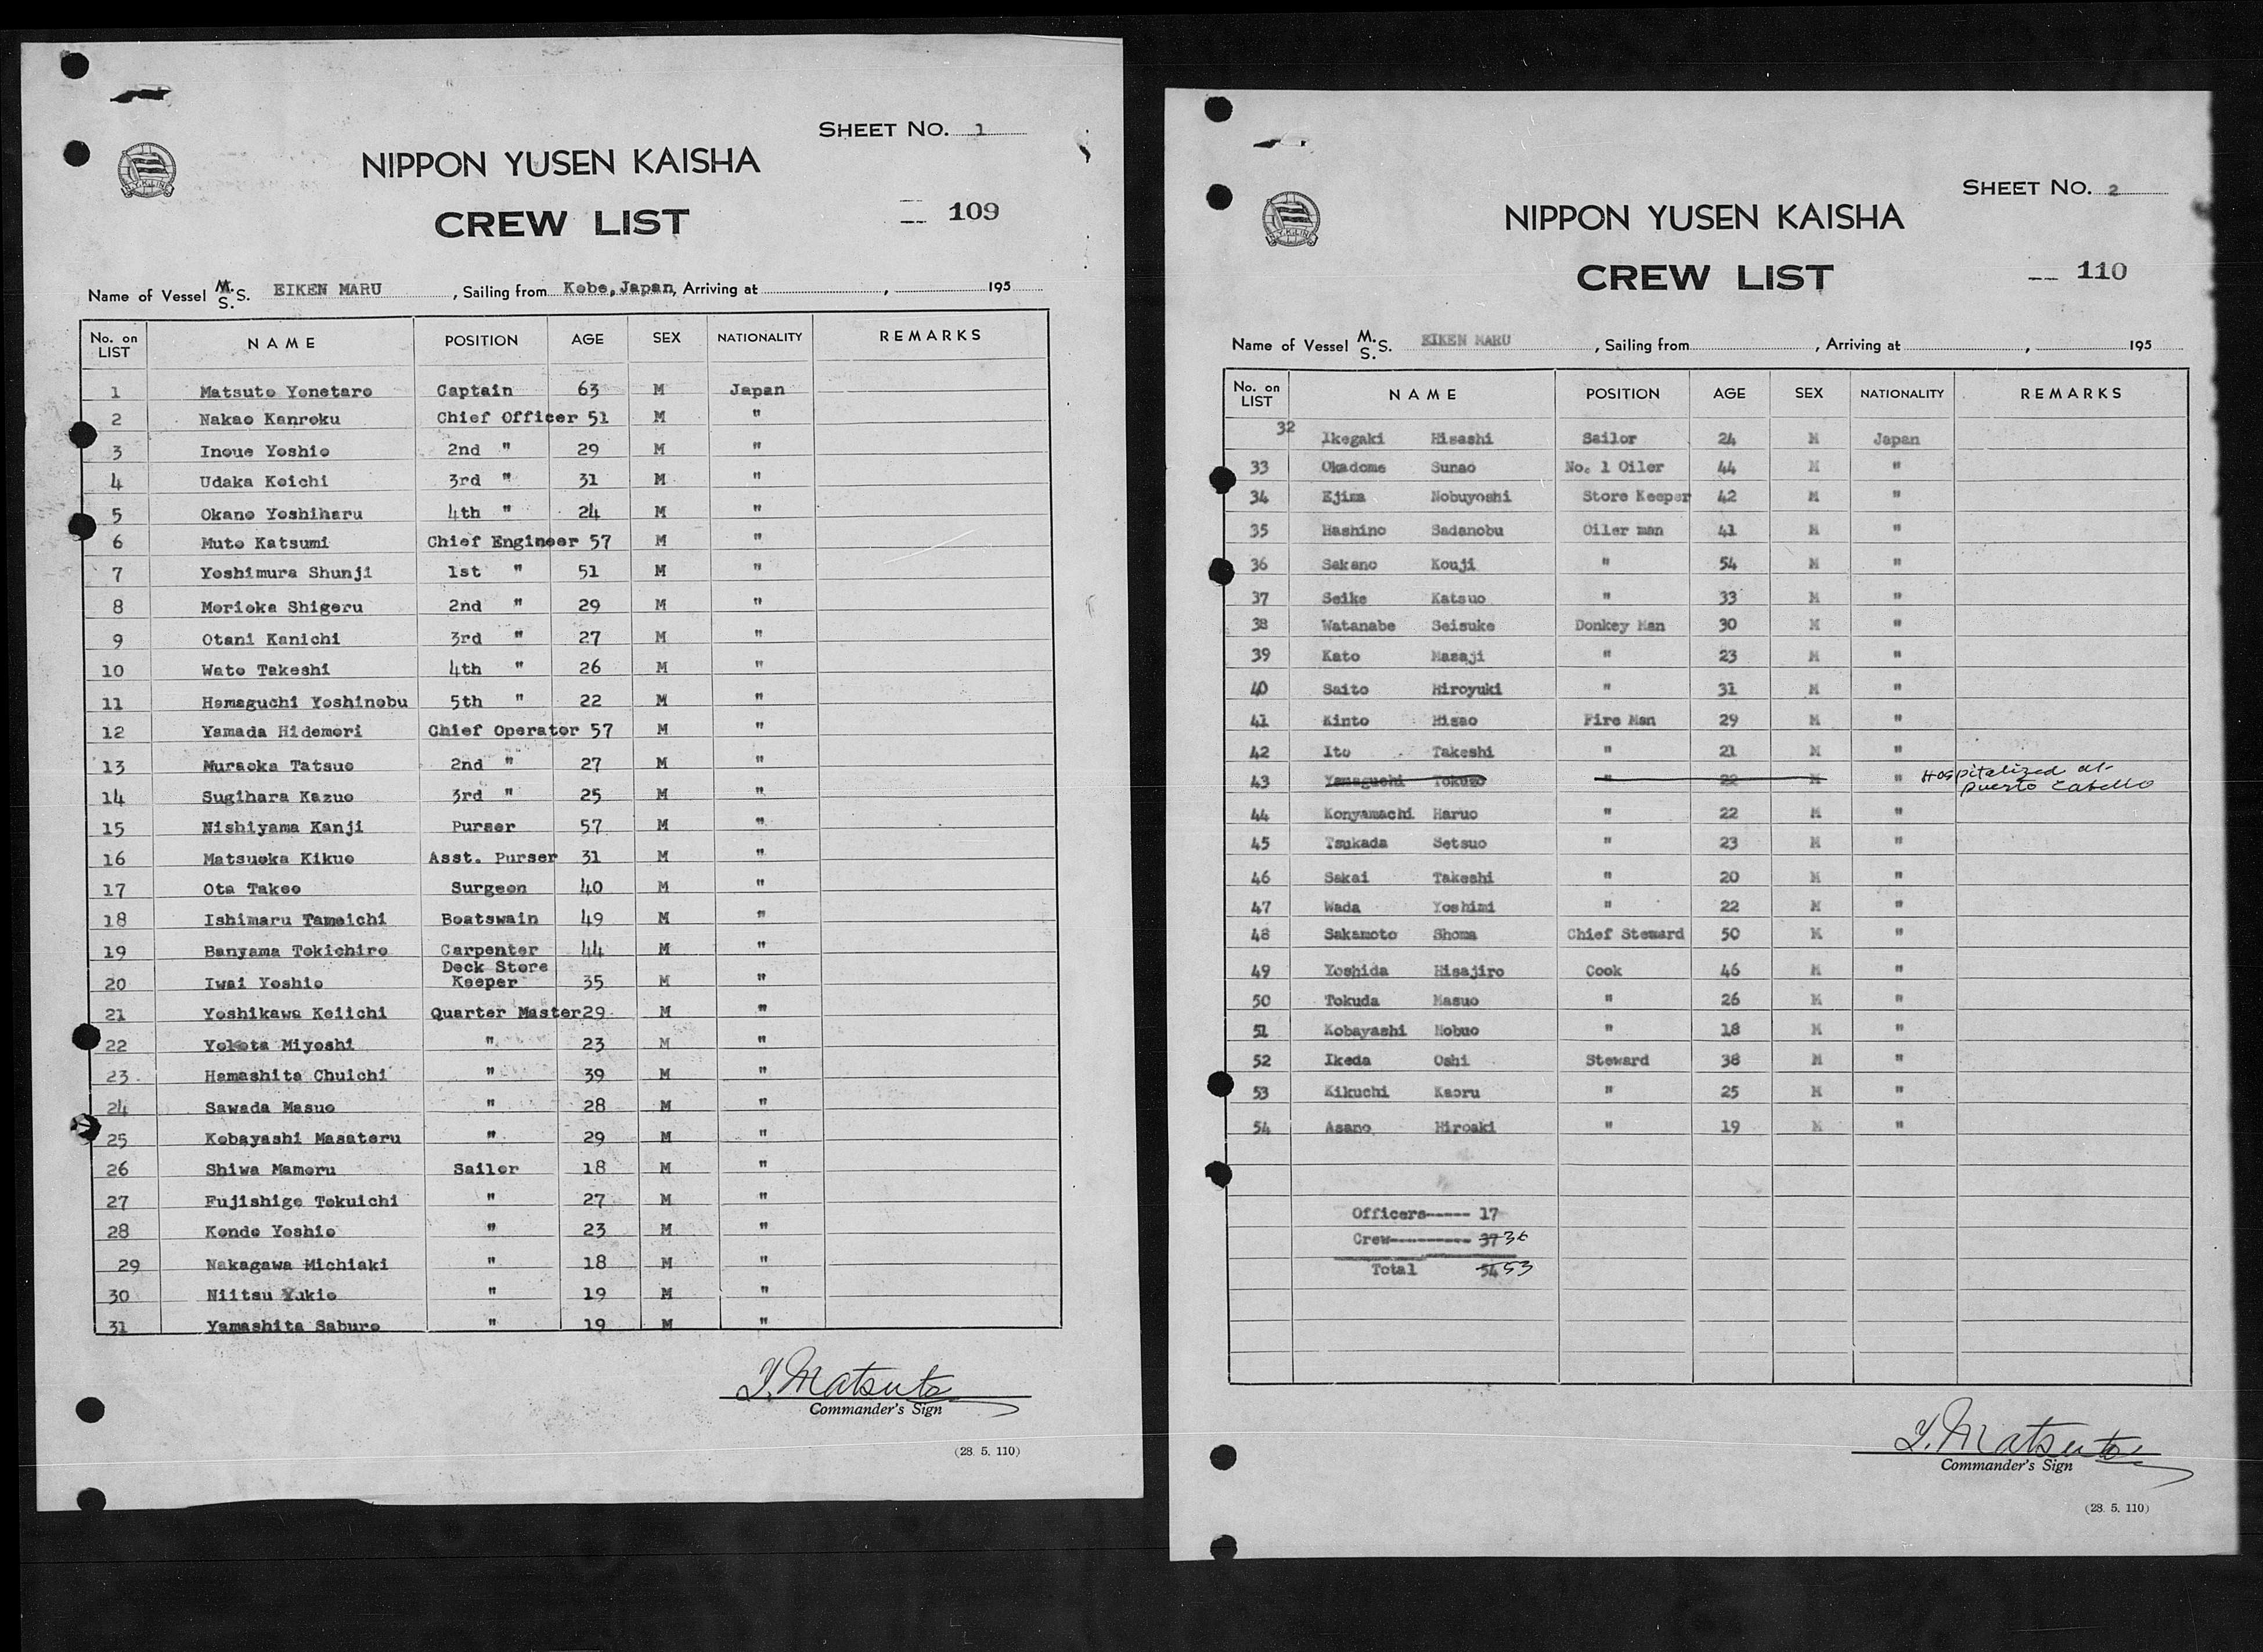 SHEET NO. 1
NIPPON YUSEN KAISHA
CREW LIST
109
Name of Vessel M.S. S. EIKEN MARU, Sailing from Kobe, Japan, Arriving at , 195
No. on LIST NAME POSITION AGE SEX NATIONALITY REMARKS
1 Matsuto Yonetaro Captain 63 M Japan
2 Nakao Kanroku Chief Officer 51 M "
3 Inoue Yoshio 2nd " 29 M "
4 Udaka Koichi 3rd " 31 M "
5 Okano Yoshiharu 4th " 24 M "
6 Muto Katsumi Chief Engineer 57 M "
7 Yoshimura Shunji 1st " 51 M "
8 Morioka Shigeru 2nd " 29 M "
9 Otani Kanichi 3rd " 27 M "
10 Wato Takeshi 4th " 26 M "
11 Hamaguchi Yoshinobu 5th " 22 M "
12 Yamada Hidemori Chief Operator 57 M "
13 Muraoka Tatsuo 2nd " 27 M "
14 Sugihara Kazuo 3rd " 25 M "
15 Nishiyama Kanji Purser 57 M "
16 Matsuoka Kikuo Asst. Purser 31 M "
17 Ota Takeo Surgeon 40 M "
18 Ishimaru Tameichi Boatswain 49 M "
19 Banyama Tokichiro Carpenter 44 M "
20 Iwai Yoshio Deck Store Keeper 35 M "
21 Yoshikawa Keiichi Quarter Master 29 M "
22 Yokota Miyoshi " 23 M "
23 Hamashita Chuichi " 39 M "
24 Sawada Masuo " 28 M "
25 Kobayashi Masateru " 29 M "
26 Shiwa Mamoru Sailor 18 M "
27 Fujishige Tokuichi " 27 M "
28 Kondo Yoshio " 23 M "
29 Nakagawa Michiaki " 18 M "
30 Niitsu Yukio " 19 M "
31 Yamashita Saburo " 19 M "
Y. Matsuto
Commander's Sign
(28. 5. 110)
SHEET NO. 2
NIPPON YUSEN KAISHA
CREW LIST
110
Name of Vessel M.S. S. EIKEN MARU, Sailing from , Arriving at , 195
No. on LIST NAME POSITION AGE SEX NATIONALITY REMARKS
32 Ikegaki Hisashi Sailor 24 M Japan
33 Okadome Sunao No. 1 Oiler 44 M "
34 Ejima Nobuyoshi Store Keeper 42 M "
35 Hashino Sadanobu Oiler man 41 M "
36 Sakano Kouji " 54 M "
37 Seike Katsuo " 33 M "
38 Watanabe Seisuke Donkey Man 30 M "
39 Kato Masaji " 23 M "
40 Saito Hiroyuki " 31 M "
41 Kinto Hisao Fire Man 29 M "
42 Ito Takeshi " 21 M "
43 Yamaguchi Tokuzo " 22 M " Hospitalized at Puerto Cabello
44 Konyamachi Haruo " 22 M "
45 Tsukada Setsuo " 23 M "
46 Sakai Takeshi " 20 M "
47 Wada Yoshimi " 22 M "
48 Sakamoto Shoma Chief Steward 50 M "
49 Yoshida Hisajiro Cook 46 M "
50 Tokuda Masuo " 26 M "
51 Kobayashi Nobuo " 18 M "
52 Ikeda Oshi Steward 38 M "
53 Kikuchi Kaoru " 25 M "
54 Asano Hiroaki " 19 M "
Officers----- 17
Crew--------- 37 36
Total 54 53
Y. Matsuto
Commander's Sign
(28. 5. 110)